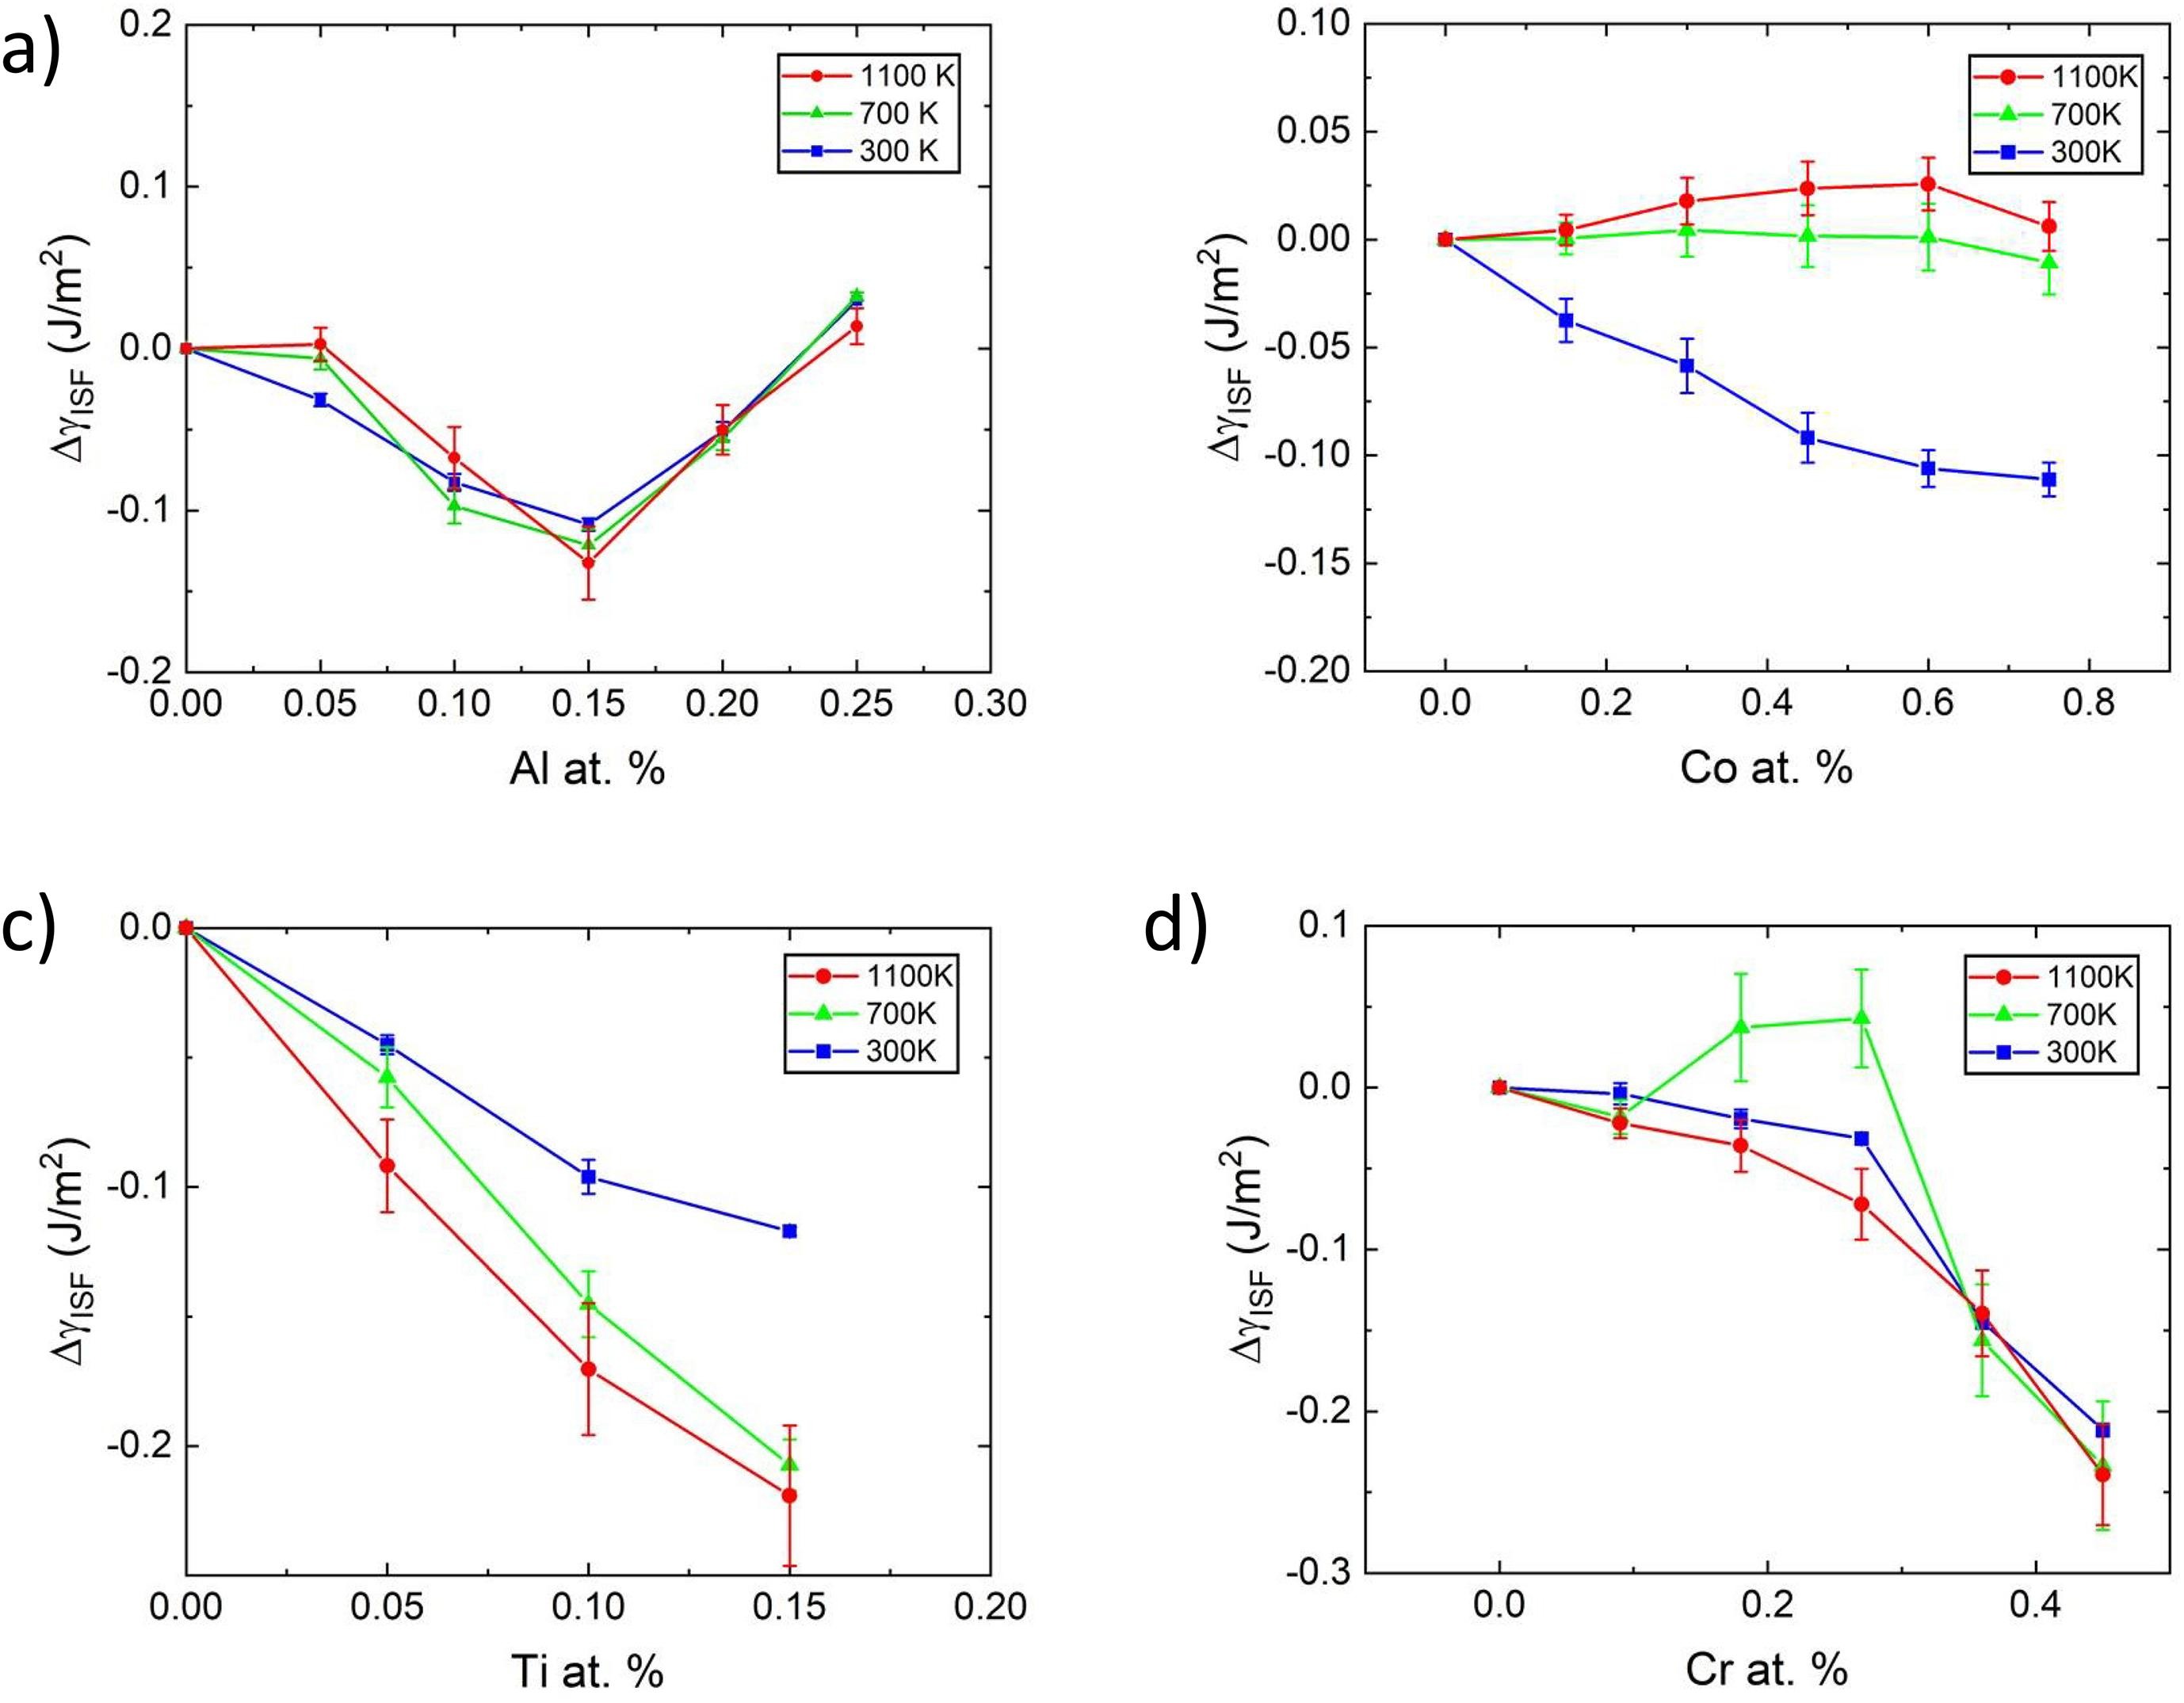 a)
0.2
0.1
0.0
-0.1
-0.2
ΔγISF (J/m²)
1100 K
700 K
300 K
0.00 0.05 0.10 0.15 0.20 0.25 0.30
Al at. %
0.10
0.05
0.00
-0.05
-0.10
-0.15
-0.20
ΔγISF (J/m²)
1100K
700K
300K
0.0 0.2 0.4 0.6 0.8
Co at. %
c)
0.0
-0.1
-0.2
ΔγISF (J/m²)
1100K
700K
300K
0.00 0.05 0.10 0.15 0.20
Ti at. %
d)
0.1
0.0
-0.1
-0.2
-0.3
ΔγISF (J/m²)
1100K
700K
300K
0.0 0.2 0.4
Cr at. %